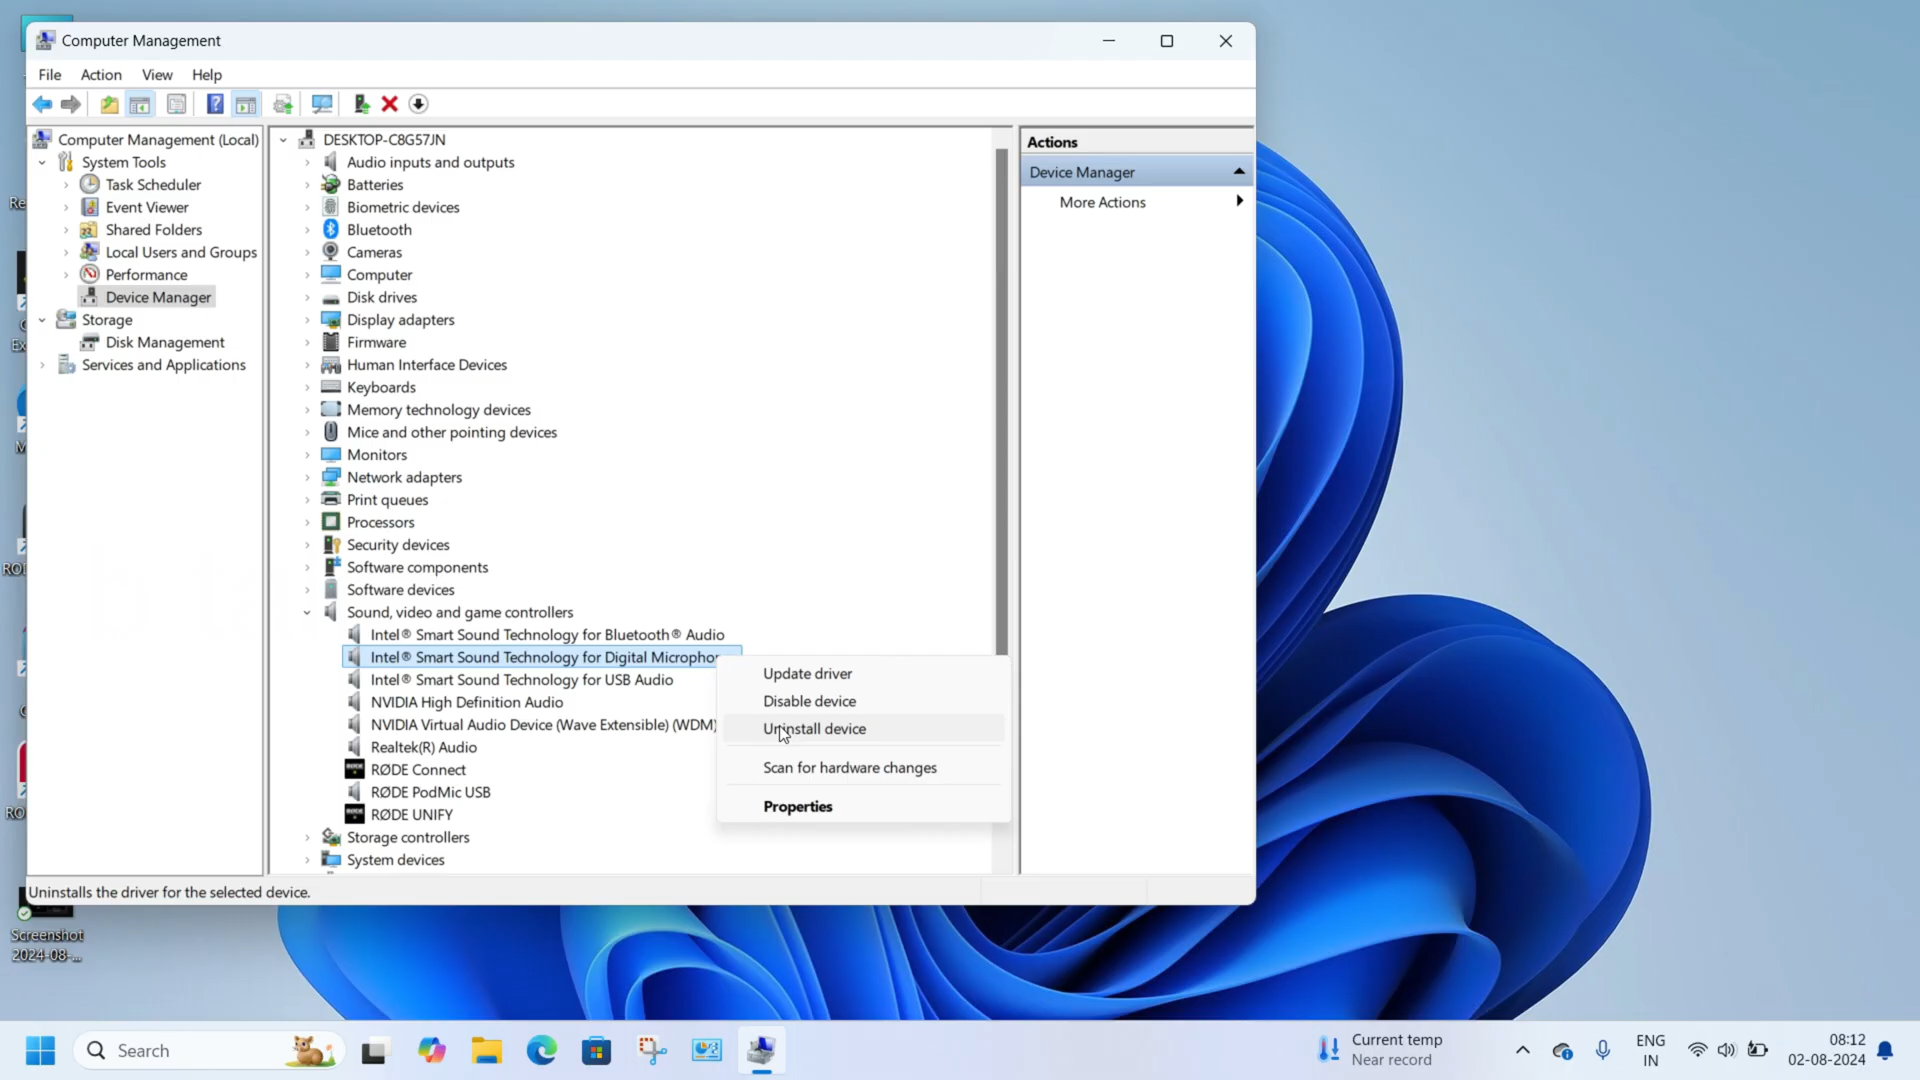 Computer Management
File Action View Help
Computer Management (Local)
System Tools
Task Scheduler
Event Viewer
Shared Folders
Local Users and Groups
Performance
Device Manager
Storage
Disk Management
Services and Applications
DESKTOP-C8G57JN
Audio inputs and outputs
Batteries
Biometric devices
Bluetooth
Cameras
Computer
Disk drives
Display adapters
Firmware
Human Interface Devices
Keyboards
Memory technology devices
Mice and other pointing devices
Monitors
Network adapters
Print queues
Processors
Security devices
Software components
Software devices
Sound, video and game controllers
Intel® Smart Sound Technology for Bluetooth® Audio
Intel® Smart Sound Technology for Digital Microphon
Intel® Smart Sound Technology for USB Audio
NVIDIA High Definition Audio
NVIDIA Virtual Audio Device (Wave Extensible) (WDM)
Realtek(R) Audio
RØDE Connect
RØDE PodMic USB
RØDE UNIFY
Storage controllers
System devices
Update driver
Disable device
Uninstall device
Scan for hardware changes
Properties
Actions
Device Manager
More Actions
Uninstalls the driver for the selected device.
Screenshot
2024-08-...
Search
Current temp
Near record
ENG
IN
08:12
02-08-2024